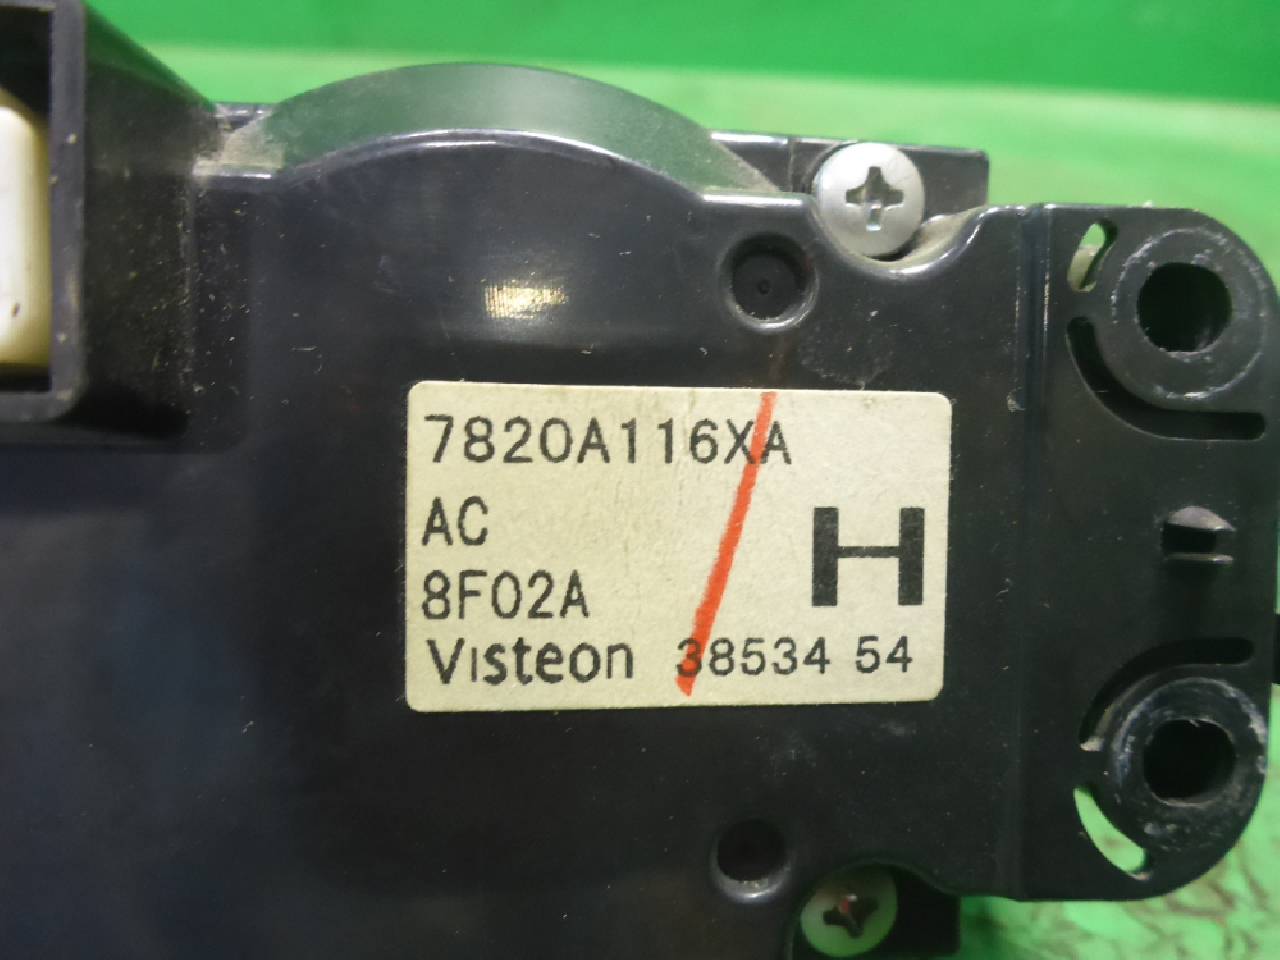 7820A116XA
AC
8F02A
H
Visteon 38534 54